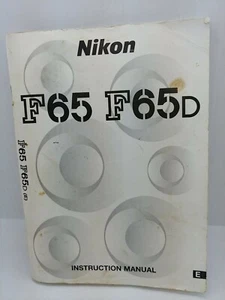 Nikon
F65 F65D
F65 F65D (E)
INSTRUCTION MANUAL
E